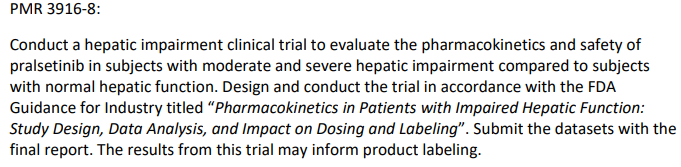 PMR 3916-8:
Conduct a hepatic impairment clinical trial to evaluate the pharmacokinetics and safety of
pralsetinib in subjects with moderate and severe hepatic impairment compared to subjects
with normal hepatic function. Design and conduct the trial in accordance with the FDA
Guidance for Industry titled “Pharmacokinetics in Patients with Impaired Hepatic Function:
Study Design, Data Analysis, and Impact on Dosing and Labeling”. Submit the datasets with the
final report. The results from this trial may inform product labeling.